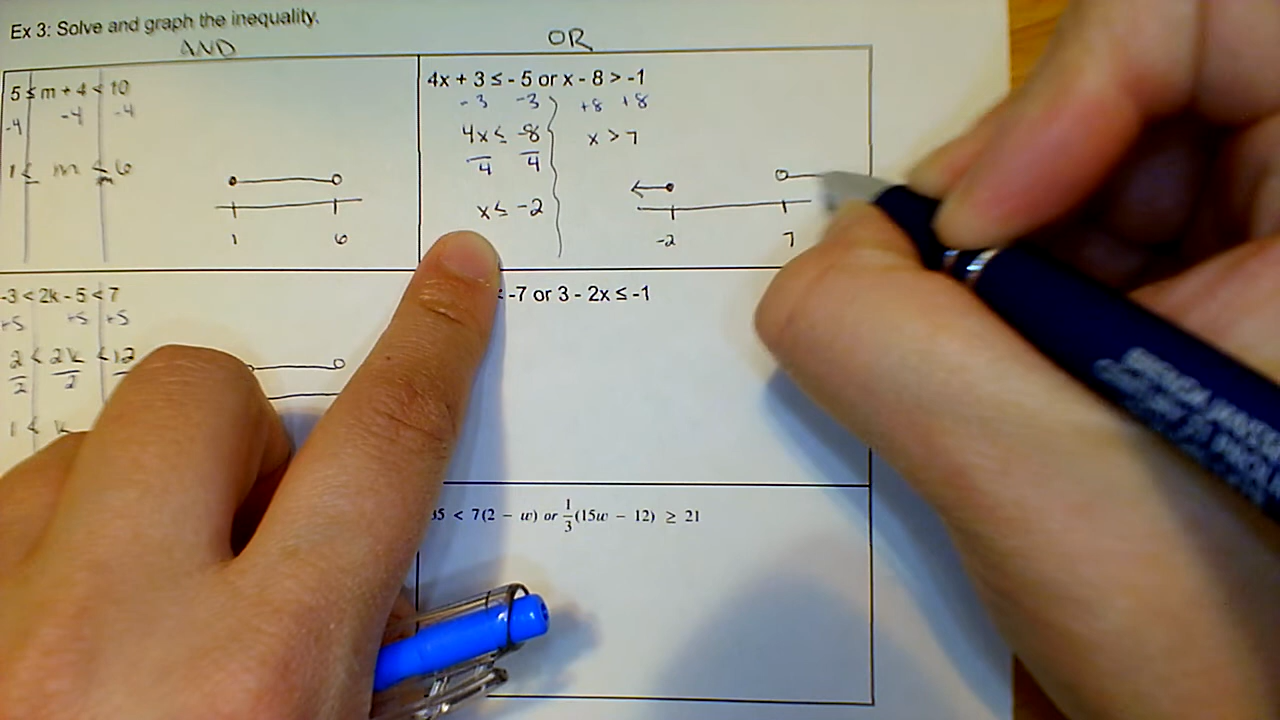 Ex 3: Solve and graph the inequality.
AND
OR
5 ≤ m + 4 < 10
-4 -4 -4
1 ≤ m < 6
1 6
4x + 3 ≤ - 5 or x - 8 > -1
-3 -3 +8 +8
4x ≤ -8 x > 7
4 4
x ≤ -2
-2 7
-3 < 2k - 5 < 7
+5 +5 +5
2 < 2k < 12
2 2 2
1 < k
< -7 or 3 - 2x ≤ -1
35 < 7(2 - w) or 1/3(15w - 12) ≥ 21